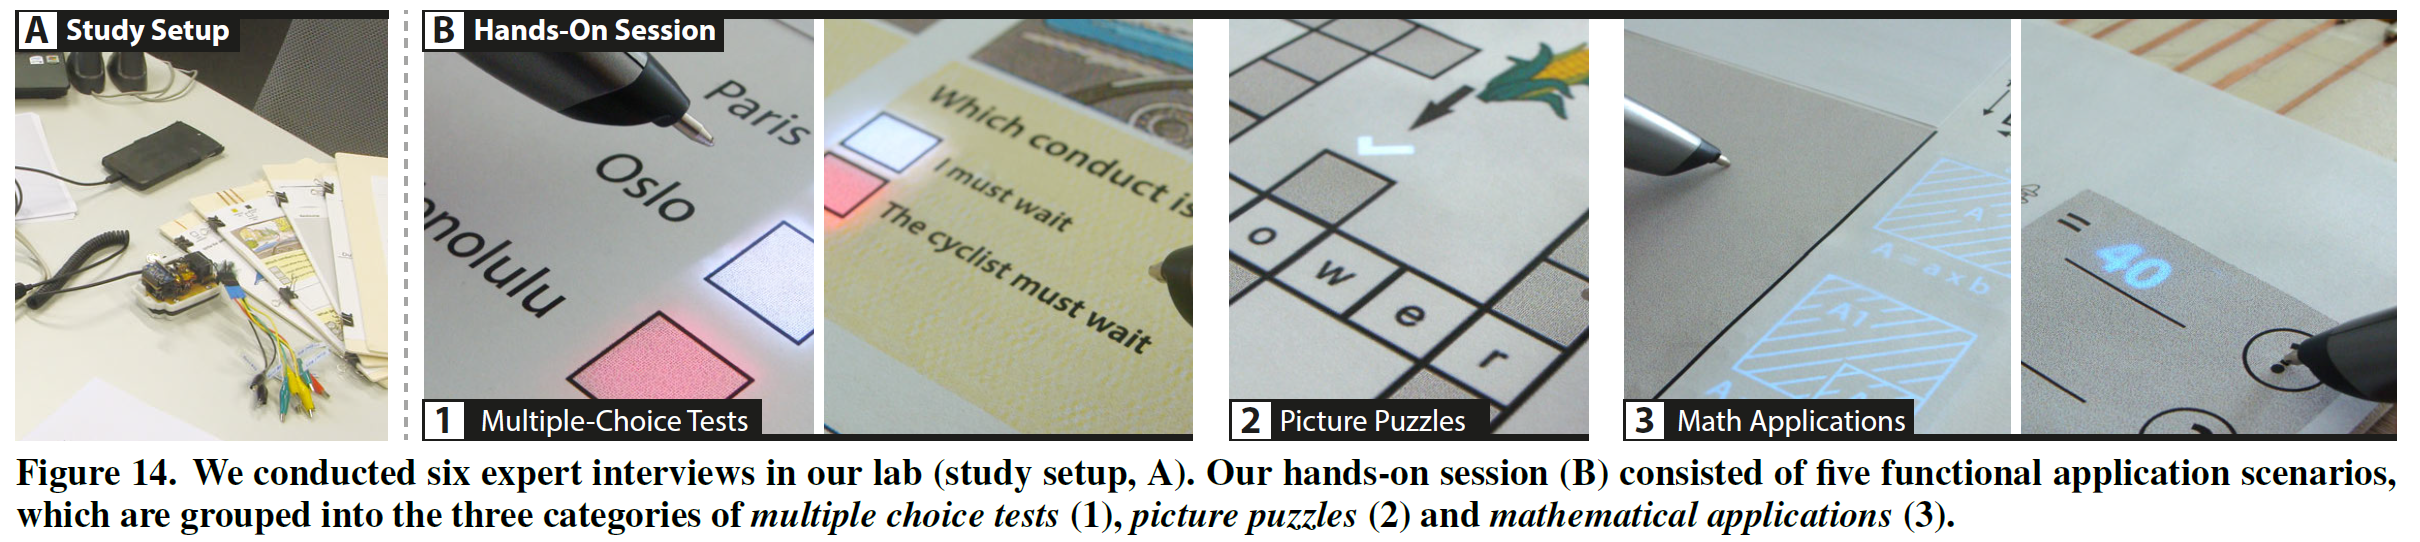 A Study Setup
B Hands-On Session
Paris
Oslo
nolulu
1 Multiple-Choice Tests
Which conduct is
I must wait
The cyclist must wait
o w e r
2 Picture Puzzles
A
A = a x b
A1
A
3 Math Applications
= 40
Figure 14. We conducted six expert interviews in our lab (study setup, A). Our hands-on session (B) consisted of five functional application scenarios,
which are grouped into the three categories of multiple choice tests (1), picture puzzles (2) and mathematical applications (3).